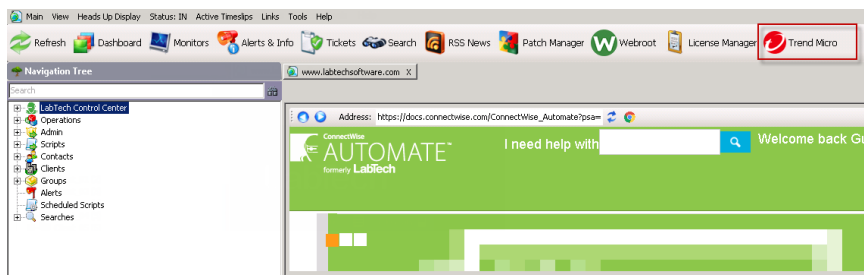 Main View Heads Up Display Status: IN Active Timeslips Links Tools Help
Refresh Dashboard Monitors Alerts & Info Tickets Search RSS News Patch Manager W Webroot License Manager Trend Micro
Navigation Tree
www.labtechsoftware.com X
Search
LabTech Control Center
Operations
Admin
Scripts
Contacts
Clients
Groups
Alerts
Scheduled Scripts
Searches
Address: https://docs.connectwise.com/ConnectWise_Automate?psa=
ConnectWise
AUTOMATE™
formerly LabTech
I need help with
Welcome back Gu